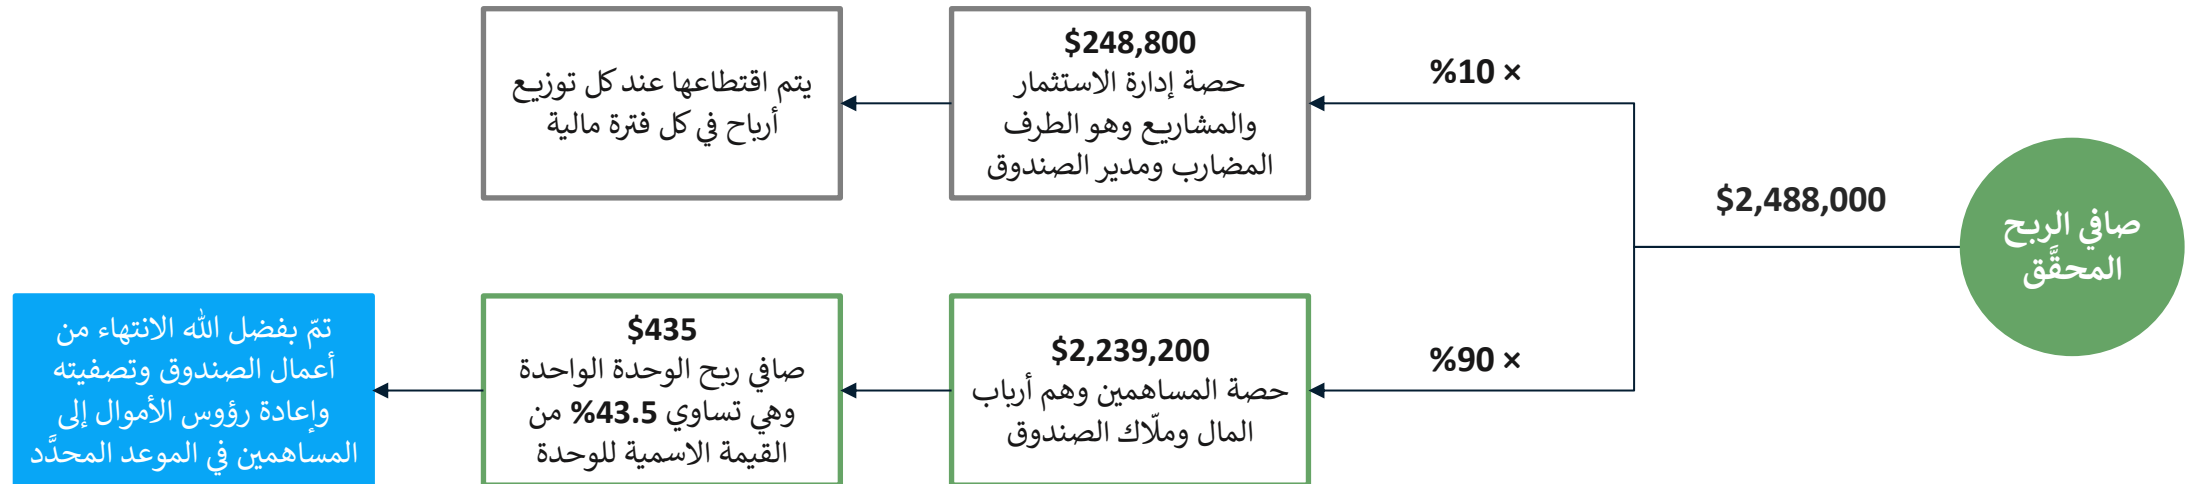 صافي الربح
المحقَّق
$2,488,000
%10 ×
$248,800
حصة إدارة الاستثمار
والمشاريع وهو الطرف
المضارب ومدير الصندوق
يتم اقتطاعها عند كل توزيع
أرباح في كل فترة مالية
%90 ×
$2,239,200
حصة المساهمين وهم أرباب
المال وملّاك الصندوق
$435
صافي ربح الوحدة الواحدة
وهي تساوي 43.5% من
القيمة الاسمية للوحدة
تمّ بفضل الله الانتهاء من
أعمال الصندوق وتصفيته
وإعادة رؤوس الأموال إلى
المساهمين في الموعد المحدَّد